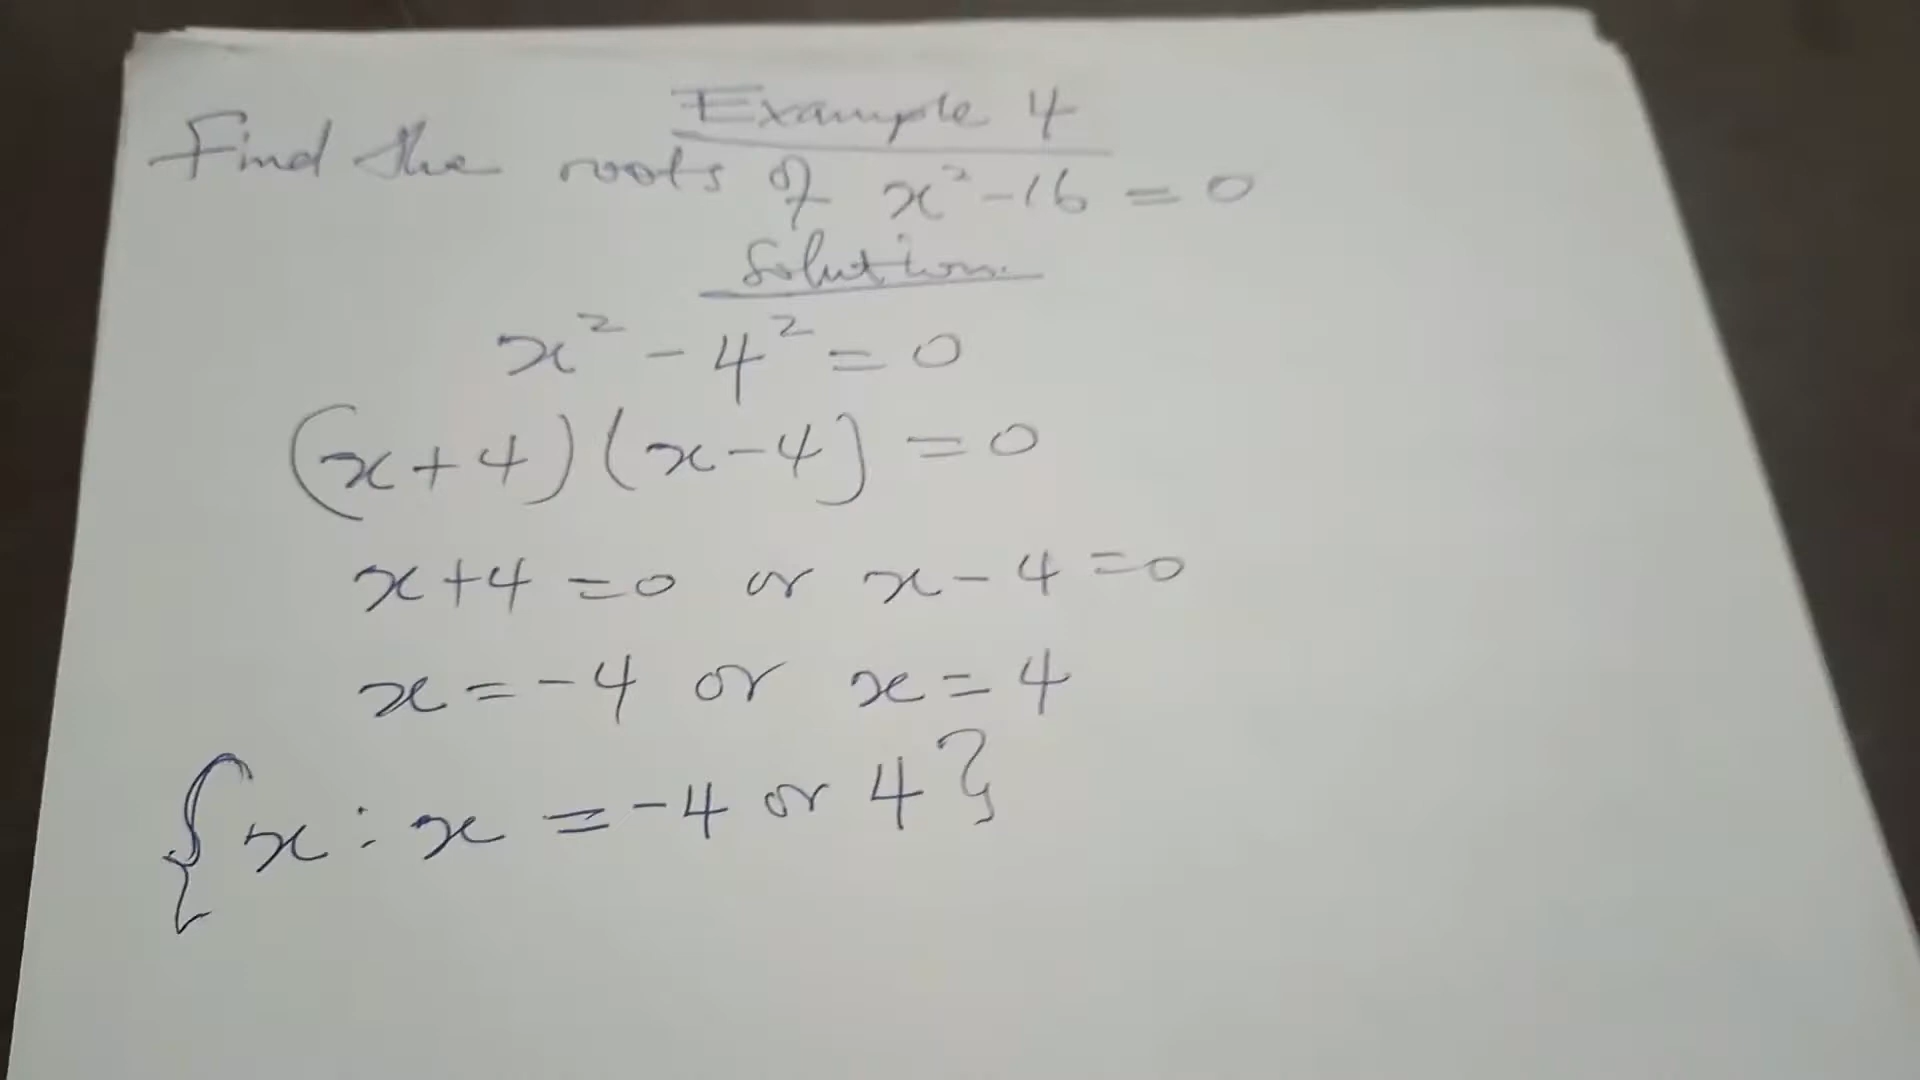 Example 4
Find the roots of x² - 16 = 0
Solution
x² - 4² = 0
(x + 4) (x - 4) = 0
x + 4 = 0 or x - 4 = 0
x = -4 or x = 4
{x : x = -4 or 4}